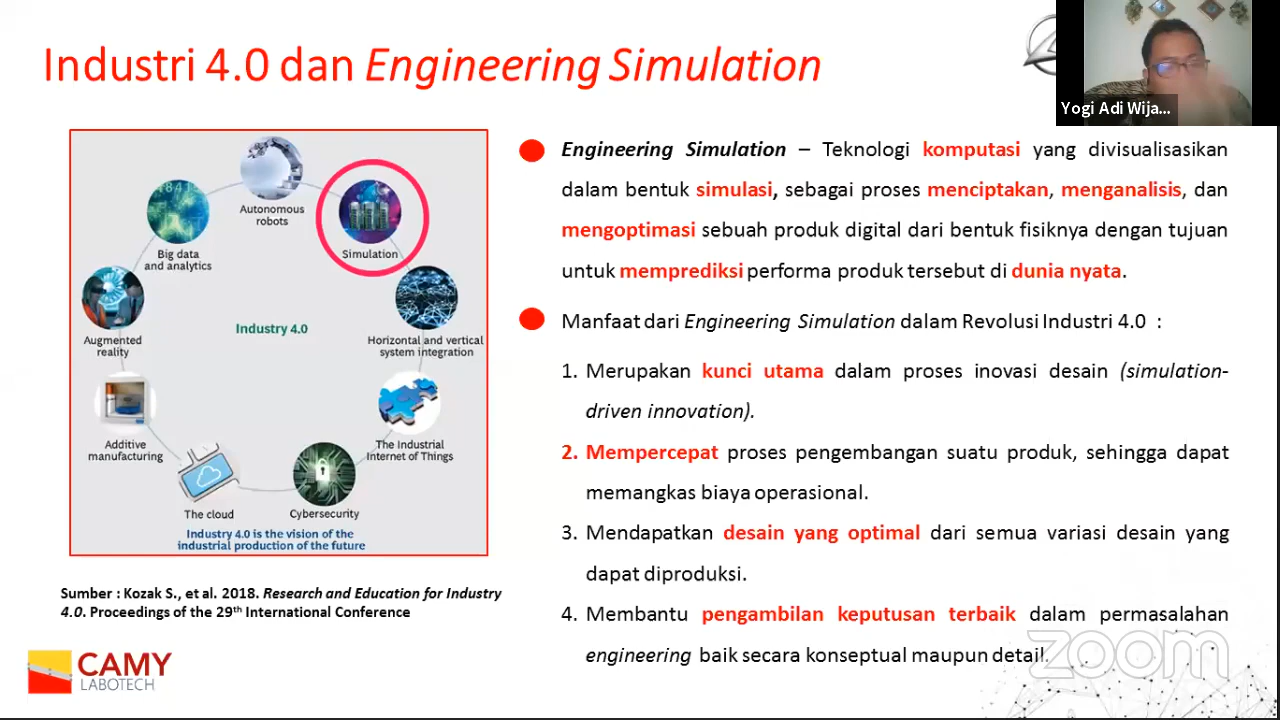 Industri 4.0 dan Engineering Simulation
Yogi Adi Wija...
Autonomous
robots
Big data
and analytics
Simulation
Augmented
reality
Industry 4.0
Horizontal and vertical
system integration
Additive
manufacturing
The Industrial
Internet of Things
The cloud
Cybersecurity
Industry 4.0 is the vision of the
industrial production of the future
Sumber : Kozak S., et al. 2018. Research and Education for Industry
4.0. Proceedings of the 29th International Conference
CAMY
LABOTECH
Engineering Simulation – Teknologi komputasi yang divisualisasikan
dalam bentuk simulasi, sebagai proses menciptakan, menganalisis, dan
mengoptimasi sebuah produk digital dari bentuk fisiknya dengan tujuan
untuk memprediksi performa produk tersebut di dunia nyata.
Manfaat dari Engineering Simulation dalam Revolusi Industri 4.0 :
1. Merupakan kunci utama dalam proses inovasi desain (simulation-
driven innovation).
2. Mempercepat proses pengembangan suatu produk, sehingga dapat
memangkas biaya operasional.
3. Mendapatkan desain yang optimal dari semua variasi desain yang
dapat diproduksi.
4. Membantu pengambilan keputusan terbaik dalam permasalahan
engineering baik secara konseptual maupun detail.
zoom